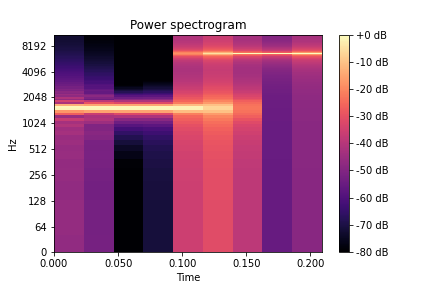 Power spectrogram
8192
4096
2048
1024
512
256
128
64
0
Hz
0.000 0.050 0.100 0.150 0.200
Time
+0 dB
-10 dB
-20 dB
-30 dB
-40 dB
-50 dB
-60 dB
-70 dB
-80 dB